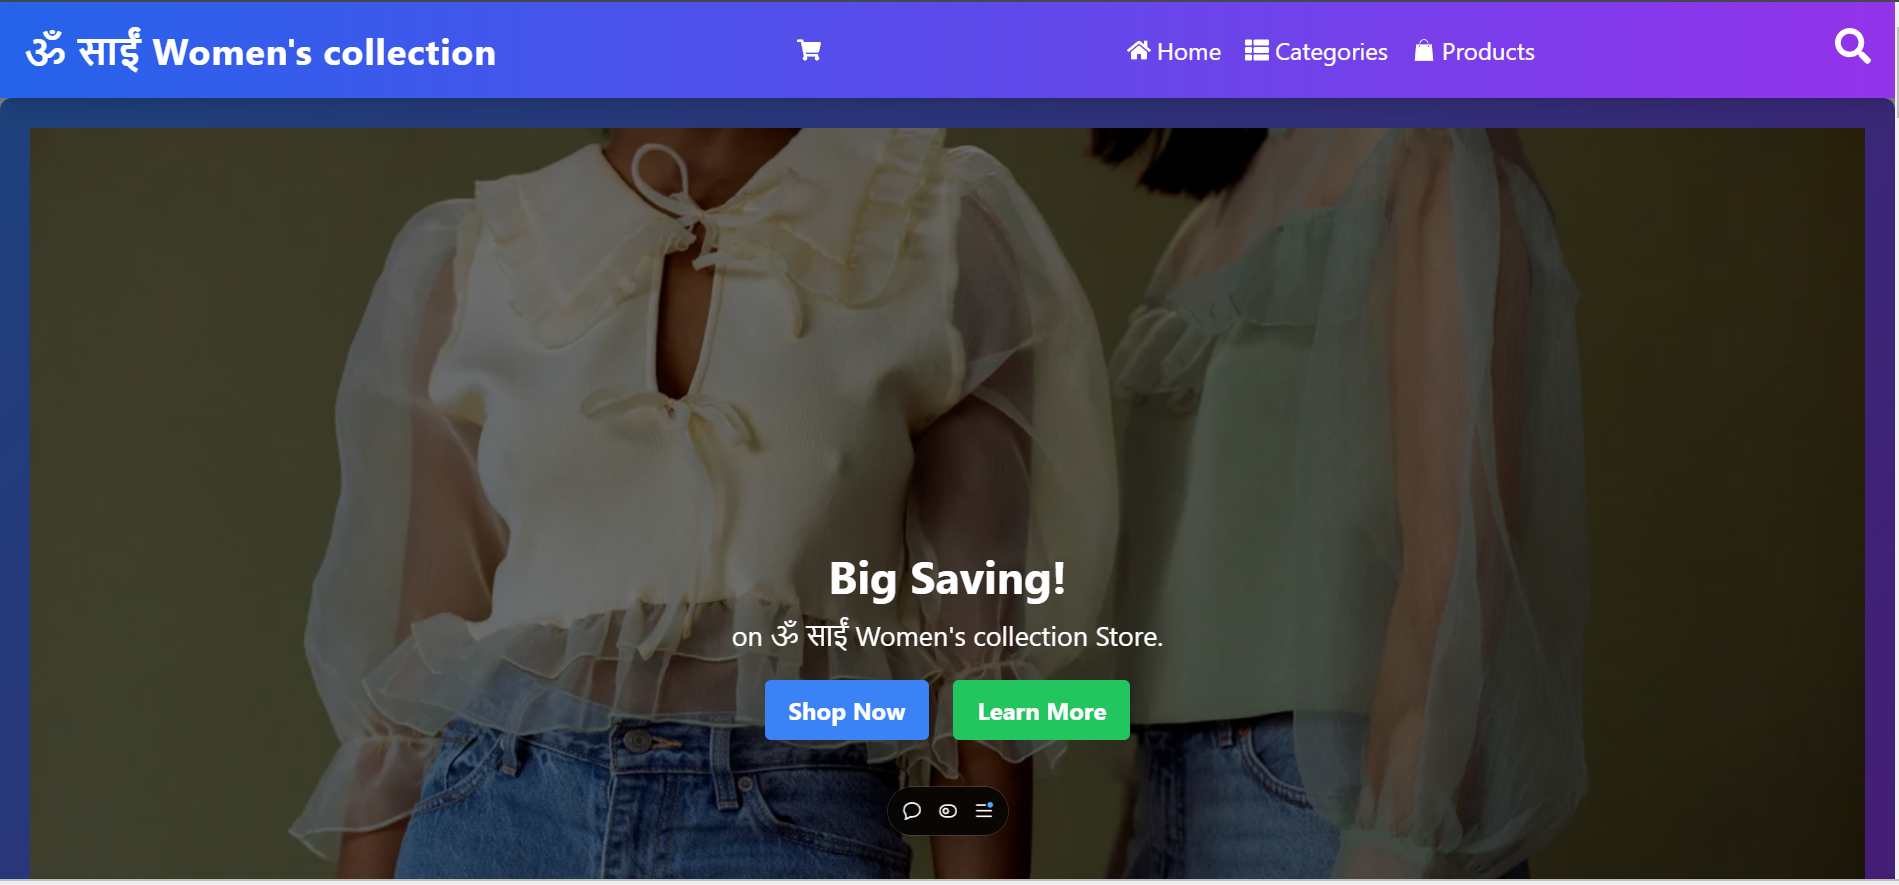 ॐ साईं Women's collection
Home
Categories
Products
Big Saving!
on ॐ साईं Women's collection Store.
Shop Now
Learn More